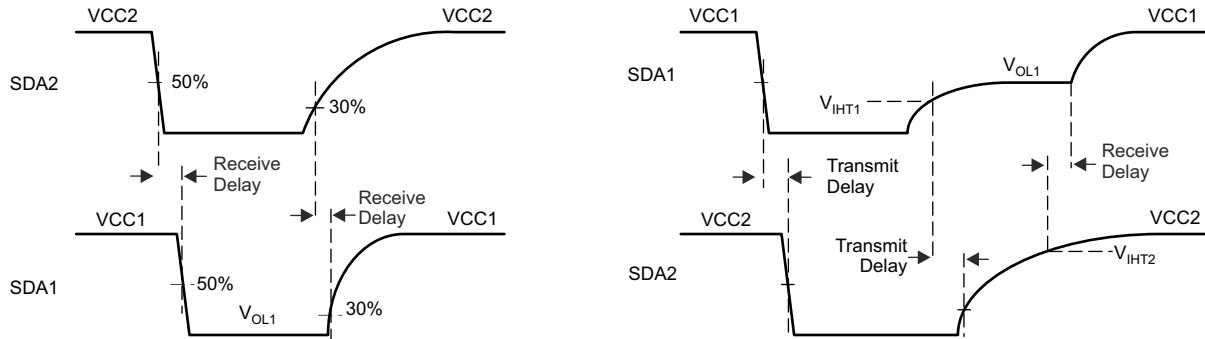 VCC2
VCC2
SDA2
50%
30%
Receive
Delay
Receive
Delay
VCC1
VCC1
SDA1
50%
VOL1
30%
VCC1
VCC1
SDA1
VOL1
VIHT1
Transmit
Delay
Receive
Delay
VCC2
VCC2
Transmit
Delay
VIHT2
SDA2